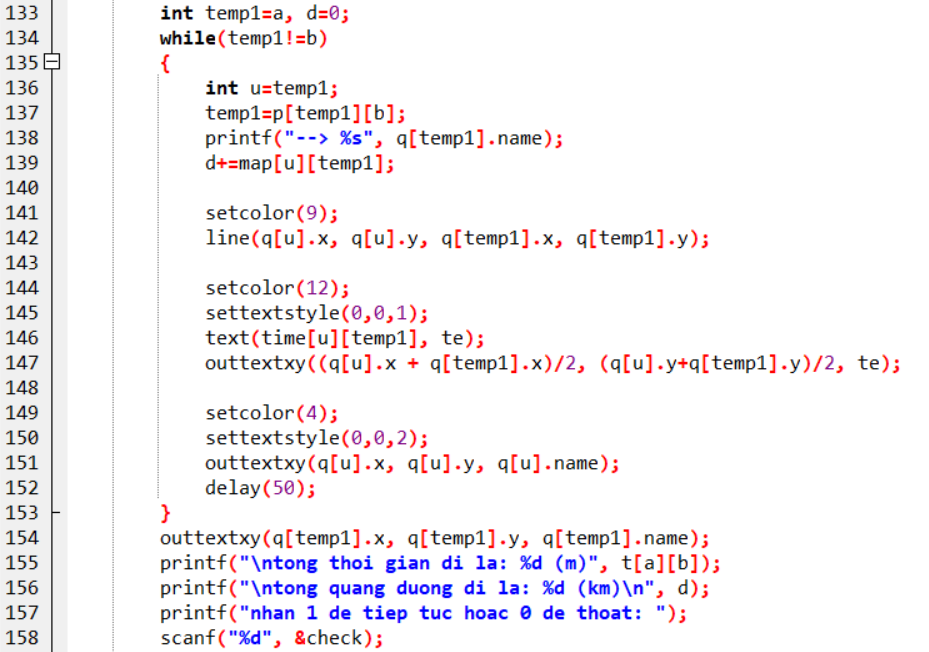 133 int temp1=a, d=0;
134 while(temp1!=b)
135 {
136 int u=temp1;
137 temp1=p[temp1][b];
138 printf("--> %s", q[temp1].name);
139 d+=map[u][temp1];
140
141 setcolor(9);
142 line(q[u].x, q[u].y, q[temp1].x, q[temp1].y);
143
144 setcolor(12);
145 settextstyle(0,0,1);
146 text(time[u][temp1], te);
147 outtextxy((q[u].x + q[temp1].x)/2, (q[u].y+q[temp1].y)/2, te);
148
149 setcolor(4);
150 settextstyle(0,0,2);
151 outtextxy(q[u].x, q[u].y, q[u].name);
152 delay(50);
153 }
154 outtextxy(q[temp1].x, q[temp1].y, q[temp1].name);
155 printf("\ntong thoi gian di la: %d (m)", t[a][b]);
156 printf("\ntong quang duong di la: %d (km)\n", d);
157 printf("nhan 1 de tiep tuc hoac 0 de thoat: ");
158 scanf("%d", &check);